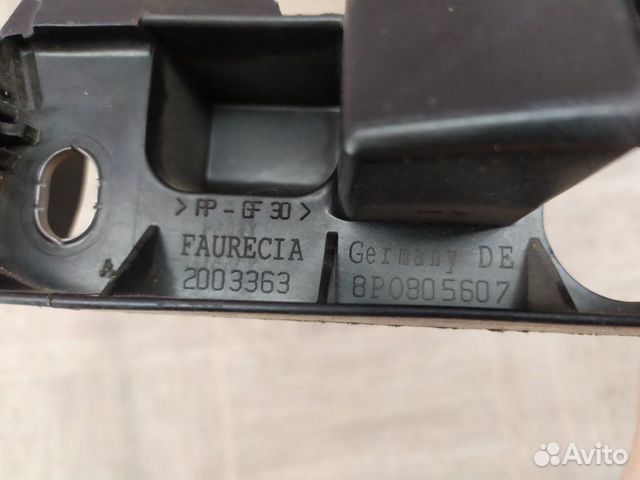 > PP - GF 30 >
FAURECIA
2003363
Germany DE
8P0805607
A
Avito